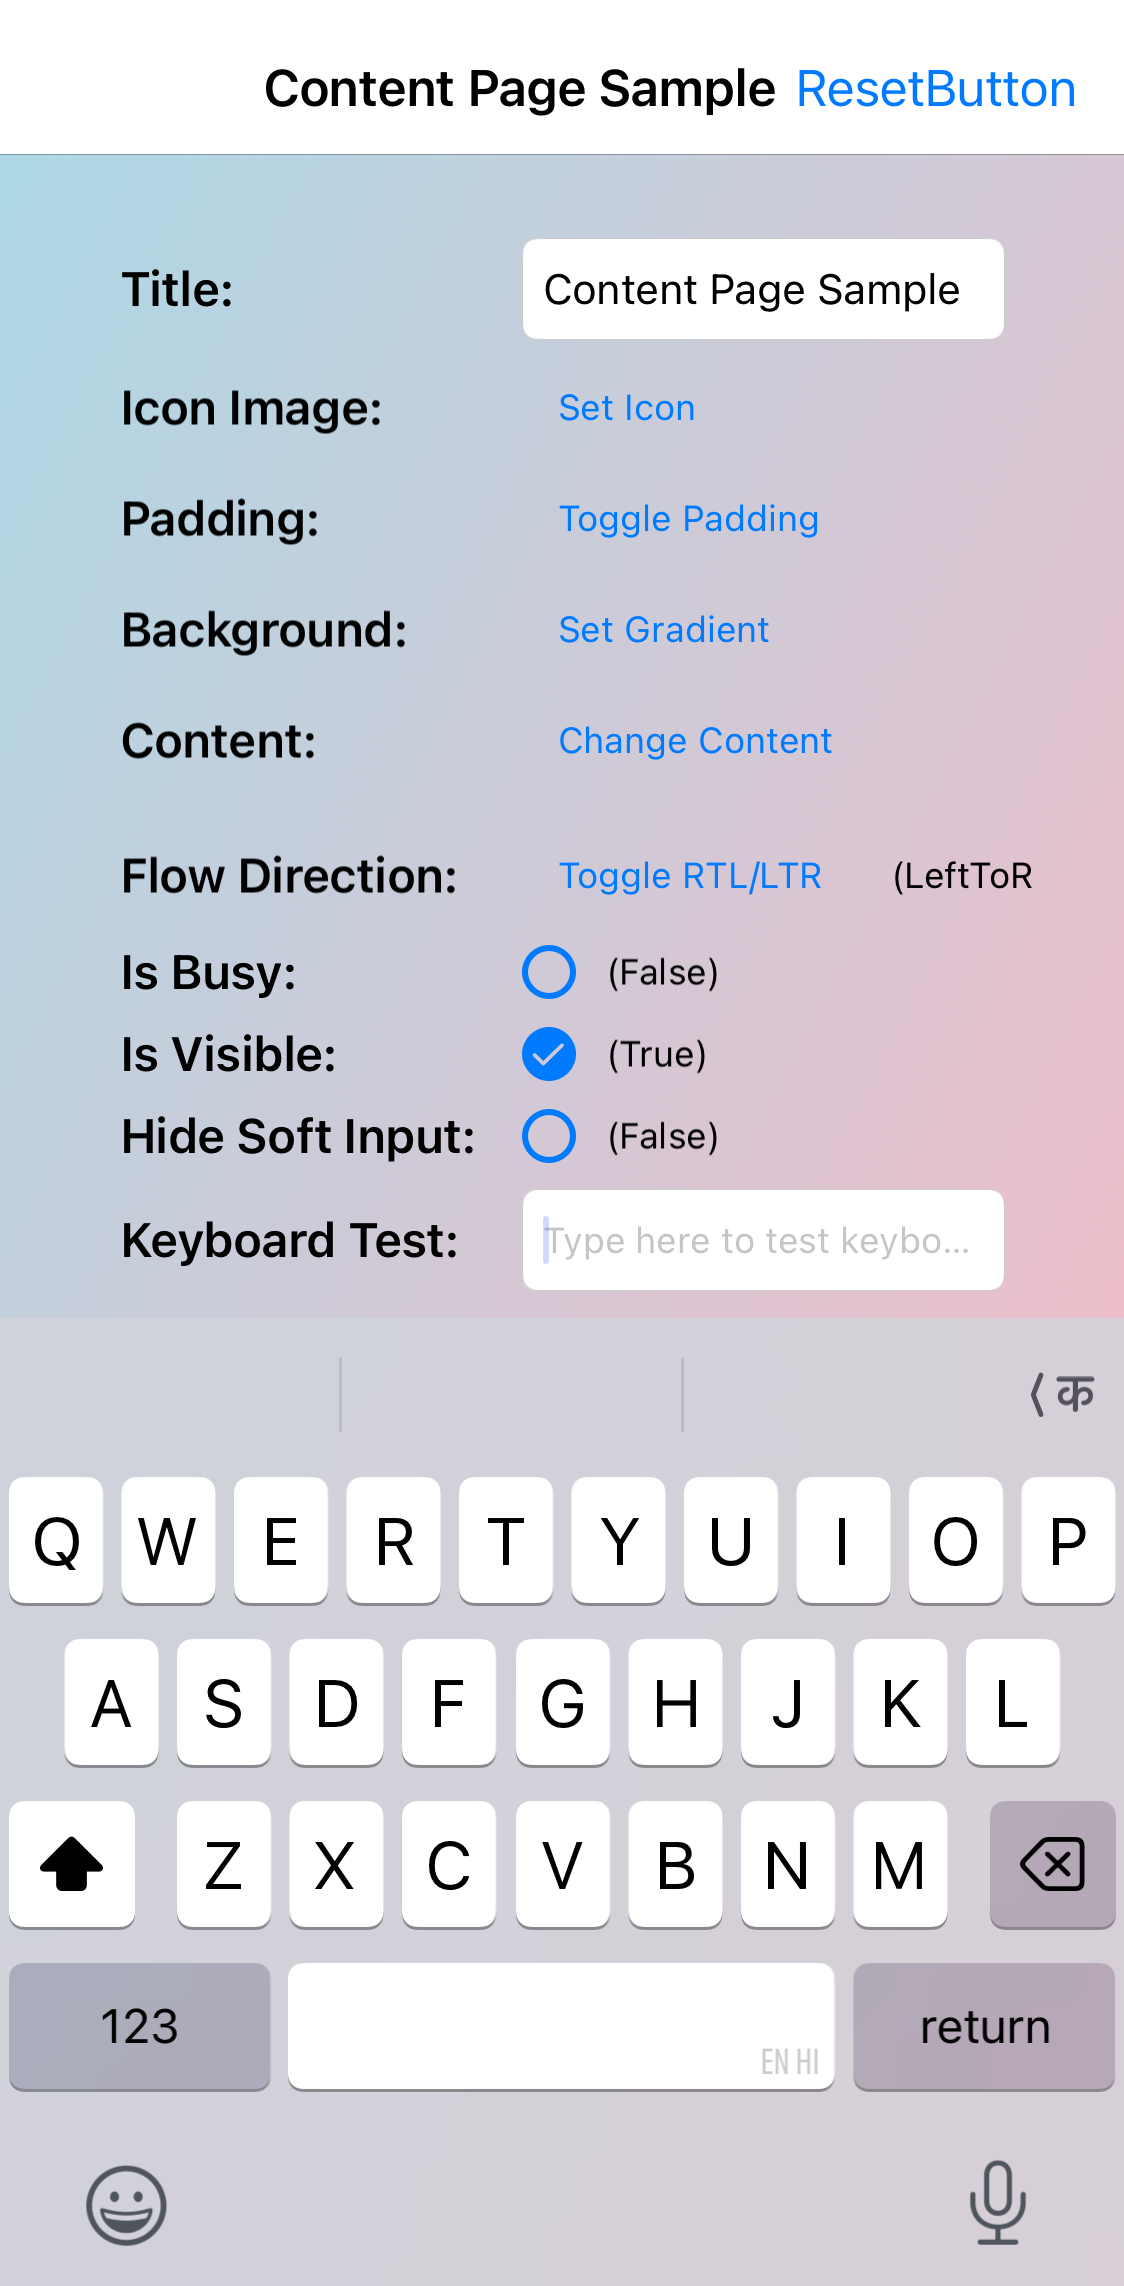 Content Page Sample ResetButton
Title: Content Page Sample
Icon Image: Set Icon
Padding: Toggle Padding
Background: Set Gradient
Content: Change Content
Flow Direction: Toggle RTL/LTR (LeftToR
Is Busy: (False)
Is Visible: (True)
Hide Soft Input: (False)
Keyboard Test: Type here to test keybo...
क
Q W E R T Y U I O P
A S D F G H J K L
Z X C V B N M
123 EN HI return